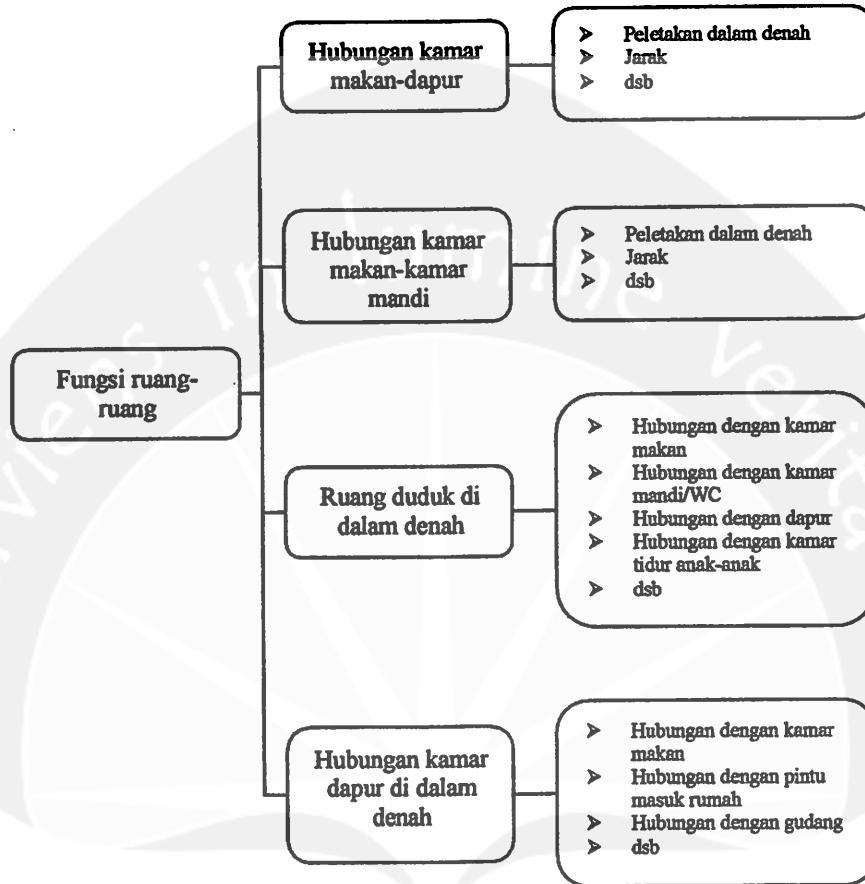 Hubungan kamar
makan-dapur
➤ Peletakan dalam denah
➤ Jarak
➤ dsb
Hubungan kamar
makan-kamar
mandi
➤ Peletakan dalam denah
➤ Jarak
➤ dsb
Fungsi ruang-
ruang
Ruang duduk di
dalam denah
➤ Hubungan dengan kamar
makan
➤ Hubungan dengan kamar
mandi/WC
➤ Hubungan dengan dapur
➤ Hubungan dengan kamar
tidur anak-anak
➤ dsb
Hubungan kamar
dapur di dalam
denah
➤ Hubungan dengan kamar
makan
➤ Hubungan dengan pintu
masuk rumah
➤ Hubungan dengan gudang
➤ dsb
in lumine verita